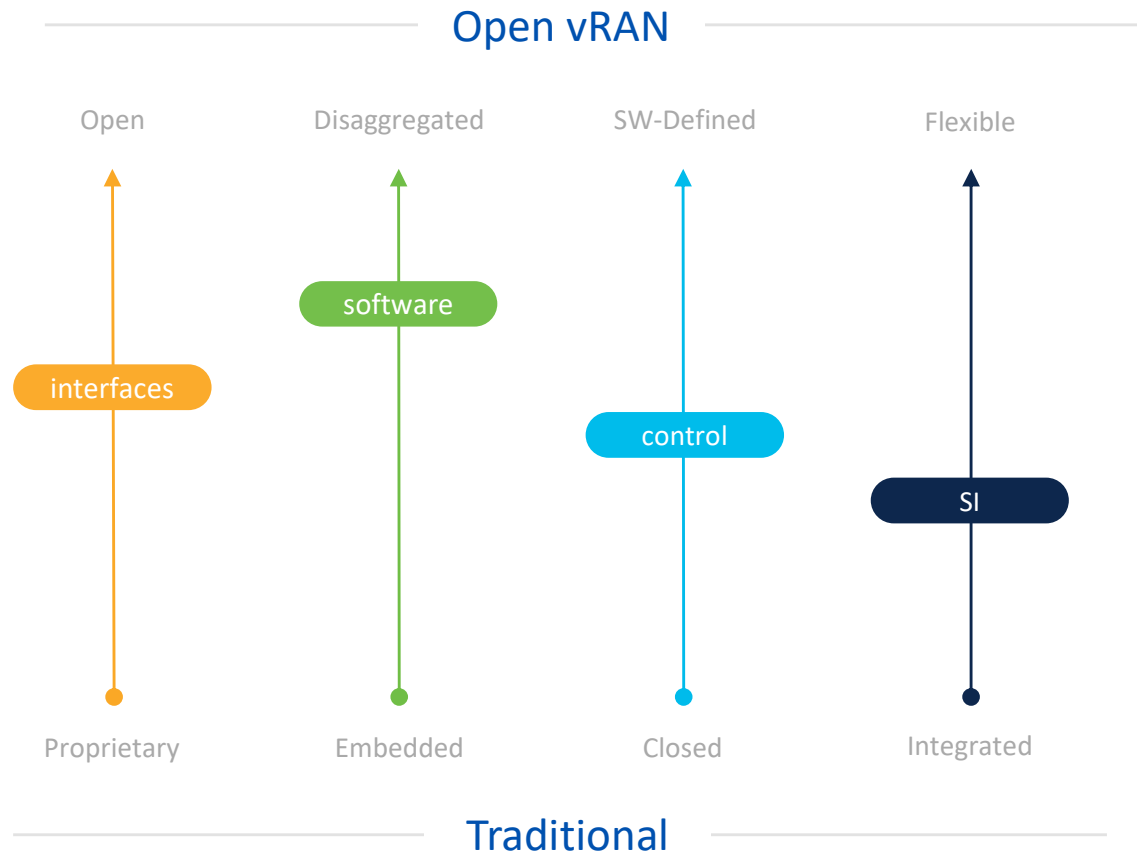 Open vRAN
Open
Disaggregated
SW-Defined
Flexible
software
interfaces
control
SI
Proprietary
Embedded
Closed
Integrated
Traditional